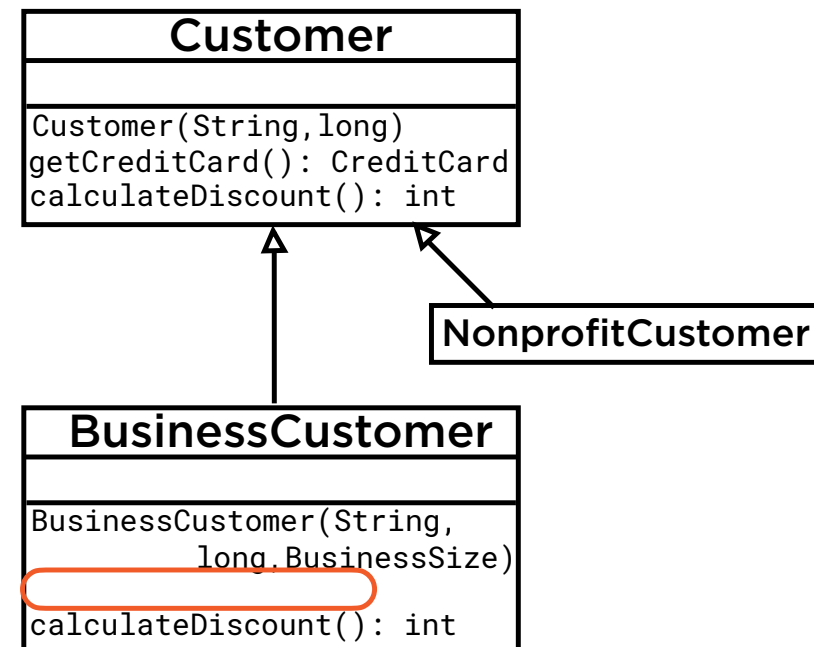 Customer
Customer(String,long)
getCreditCard(): CreditCard
calculateDiscount(): int
NonprofitCustomer
BusinessCustomer
BusinessCustomer(String,
long,BusinessSize)
calculateDiscount(): int